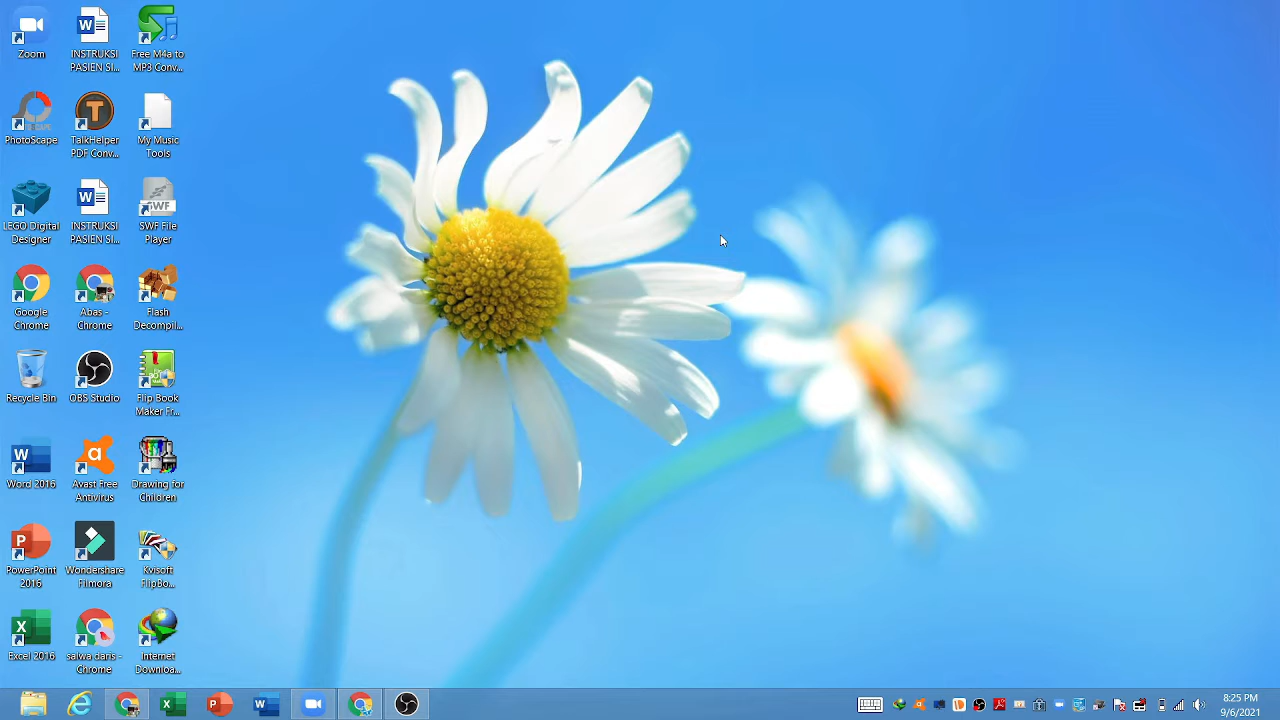 Zoom
INSTRUKSI
PASIEN SI...
Free M4a to
MP3 Conv...
PhotoScape
TalkHelper
PDF Conv...
My Music
Tools
LEGO Digital
Designer
INSTRUKSI
PASIEN SI...
SWF
SWF File
Player
Google
Chrome
Abas -
Chrome
Flash
Decompil...
Recycle Bin
OBS Studio
Flip Book
Maker Fr...
Word 2016
Avast Free
Antivirus
Drawing for
Children
PowerPoint
2016
Wondershare
Filmora
Kvisoft
FlipBo...
Excel 2016
salwa daris -
Chrome
Internet
Downloa...
8:25 PM
9/6/2021